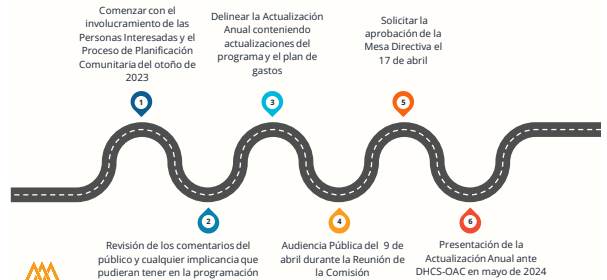 Comenzar con el
involucramiento de las
Personas Interesadas y el
Proceso de Planificación
Comunitaria del otoño de
2023
Delinear la Actualización
Anual conteniendo
actualizaciones del
programa y el plan de
gastos
Solicitar la
aprobación de la
Mesa Directiva el
17 de abril
1
3
5
2
4
6
Revisión de los comentarios del
público y cualquier implicancia que
pudieran tener en la programación
Audiencia Pública del 9 de
abril durante la Reunión de
la Comisión
Presentación de la
Actualización Anual ante
DHCS-OAC en mayo de 2024